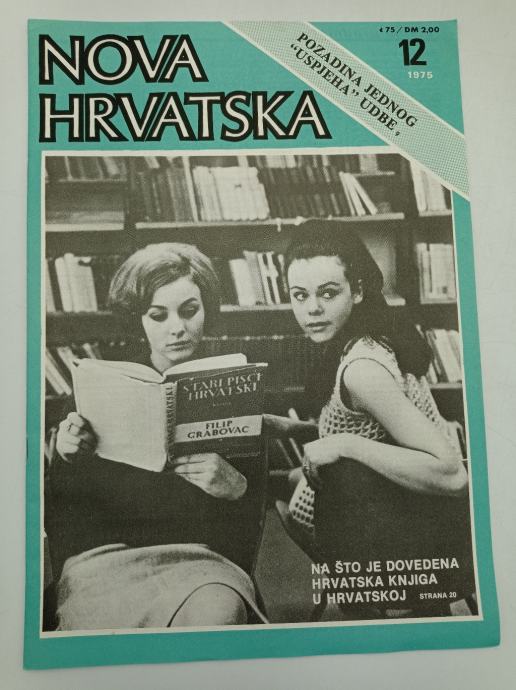 NOVA
HRVATSKA
¢ 75 / DM 2,00
12
1975
POZADINA JEDNOG
"USPJEHA" UDBE,
STARI PISCI
HRVATSKI
FILIP
GRABOVAC
NA ŠTO JE DOVEDENA
HRVATSKA KNJIGA
U HRVATSKOJ STRANA 20